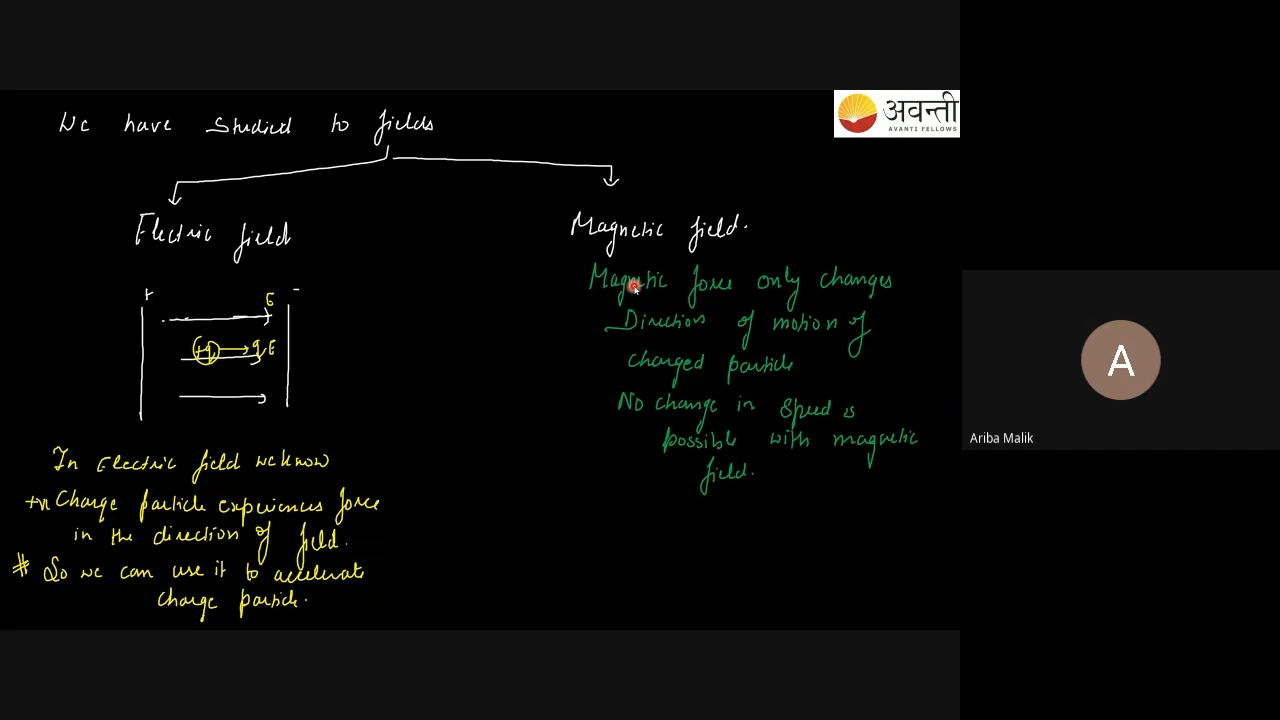 We have studied to fields
अवन्ती
AVANTI FELLOWS
Electric field
Magnetic field.
+ -
E
+q qE
Magnetic force only changes
Direction of motion of
charged particle
No change in speed is
possible with magnetic
field.
In Electric field we know
+ve Charge particle experiences force
in the direction of field.
# So we can use it to accelerate
charge particle.
A
Ariba Malik